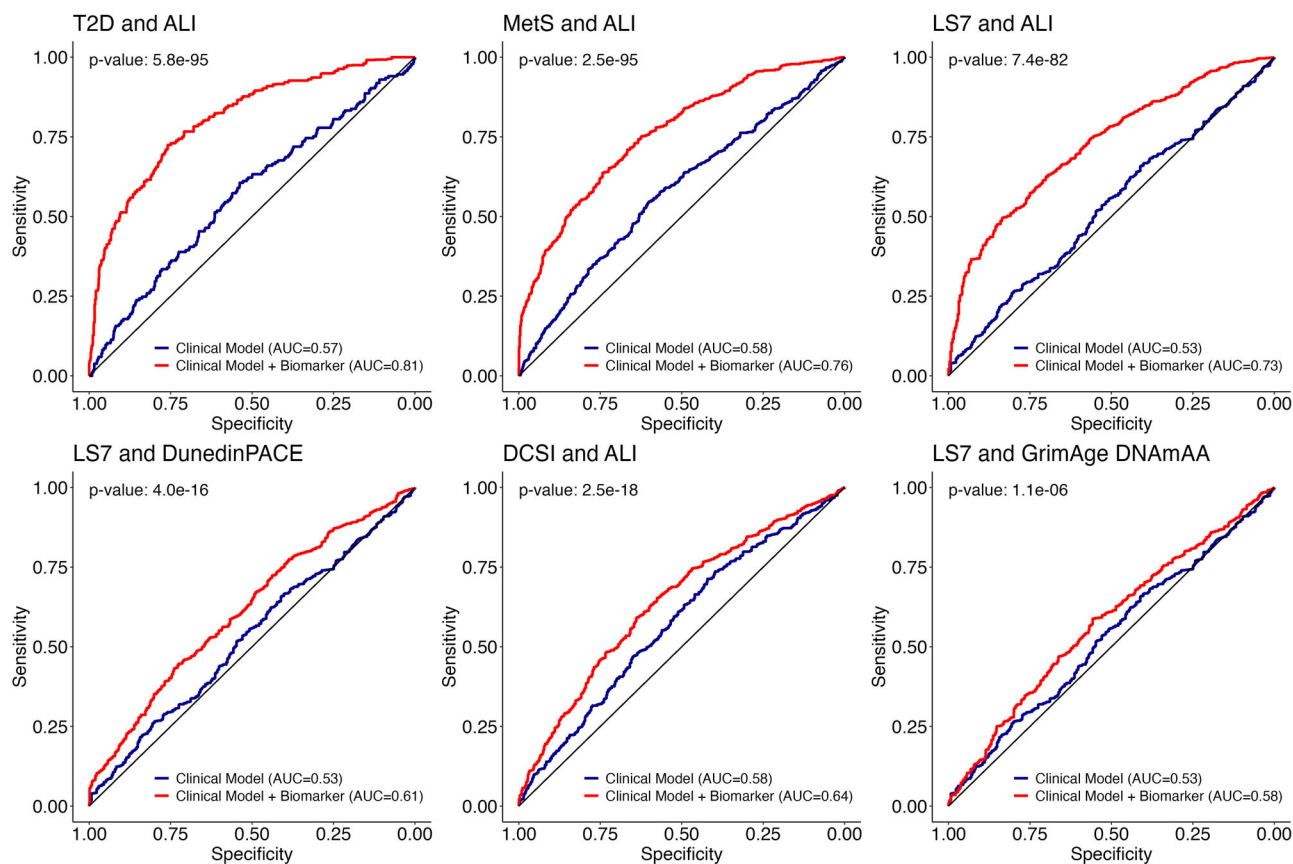 T2D and ALI
p-value: 5.8e-95
1.00
0.75
0.50
0.25
0.00
Sensitivity
Clinical Model (AUC=0.57)
Clinical Model + Biomarker (AUC=0.81)
1.00 0.75 0.50 0.25 0.00
Specificity
MetS and ALI
p-value: 2.5e-95
1.00
0.75
0.50
0.25
0.00
Sensitivity
Clinical Model (AUC=0.58)
Clinical Model + Biomarker (AUC=0.76)
1.00 0.75 0.50 0.25 0.00
Specificity
LS7 and ALI
p-value: 7.4e-82
1.00
0.75
0.50
0.25
0.00
Sensitivity
Clinical Model (AUC=0.53)
Clinical Model + Biomarker (AUC=0.73)
1.00 0.75 0.50 0.25 0.00
Specificity
LS7 and DunedinPACE
p-value: 4.0e-16
1.00
0.75
0.50
0.25
0.00
Sensitivity
Clinical Model (AUC=0.53)
Clinical Model + Biomarker (AUC=0.61)
1.00 0.75 0.50 0.25 0.00
Specificity
DCSI and ALI
p-value: 2.5e-18
1.00
0.75
0.50
0.25
0.00
Sensitivity
Clinical Model (AUC=0.58)
Clinical Model + Biomarker (AUC=0.64)
1.00 0.75 0.50 0.25 0.00
Specificity
LS7 and GrimAge DNAmAA
p-value: 1.1e-06
1.00
0.75
0.50
0.25
0.00
Sensitivity
Clinical Model (AUC=0.53)
Clinical Model + Biomarker (AUC=0.58)
1.00 0.75 0.50 0.25 0.00
Specificity